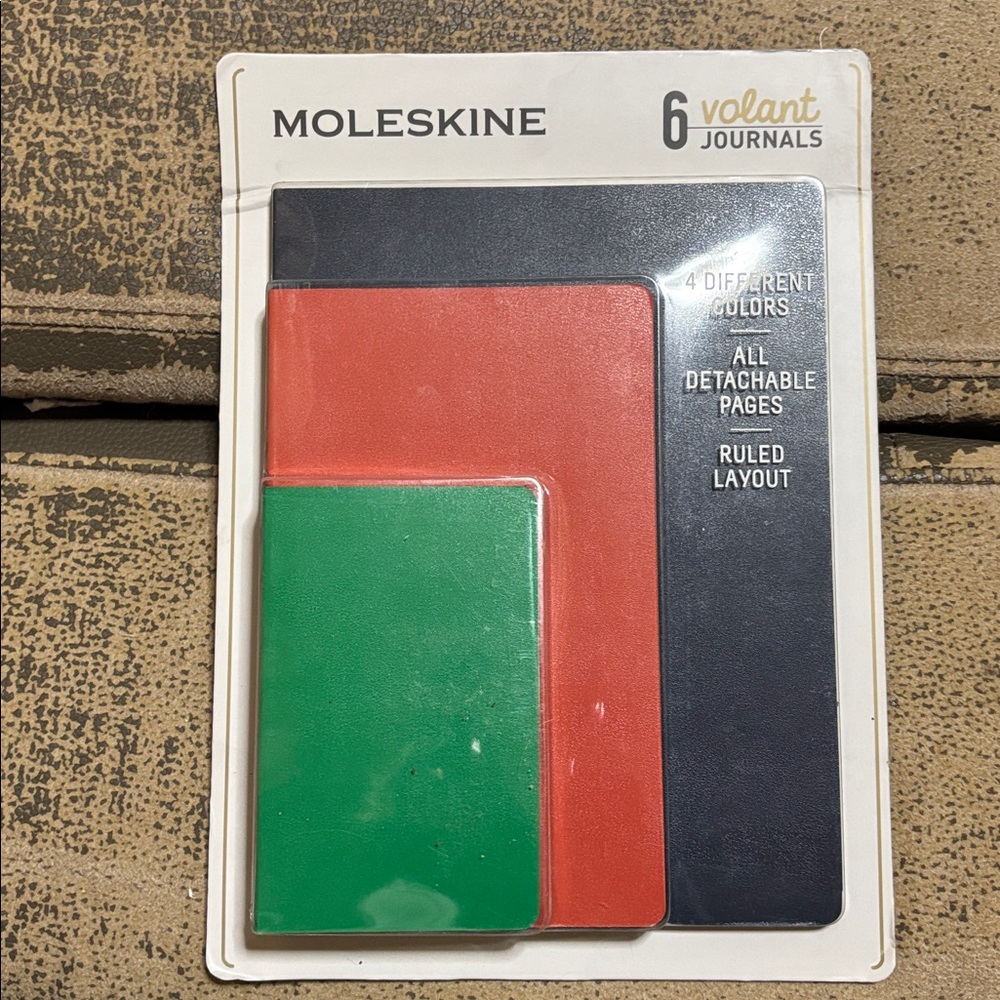 MOLESKINE
6 volant
JOURNALS
4 DIFFERENT
COLORS
ALL
DETACHABLE
PAGES
RULED
LAYOUT